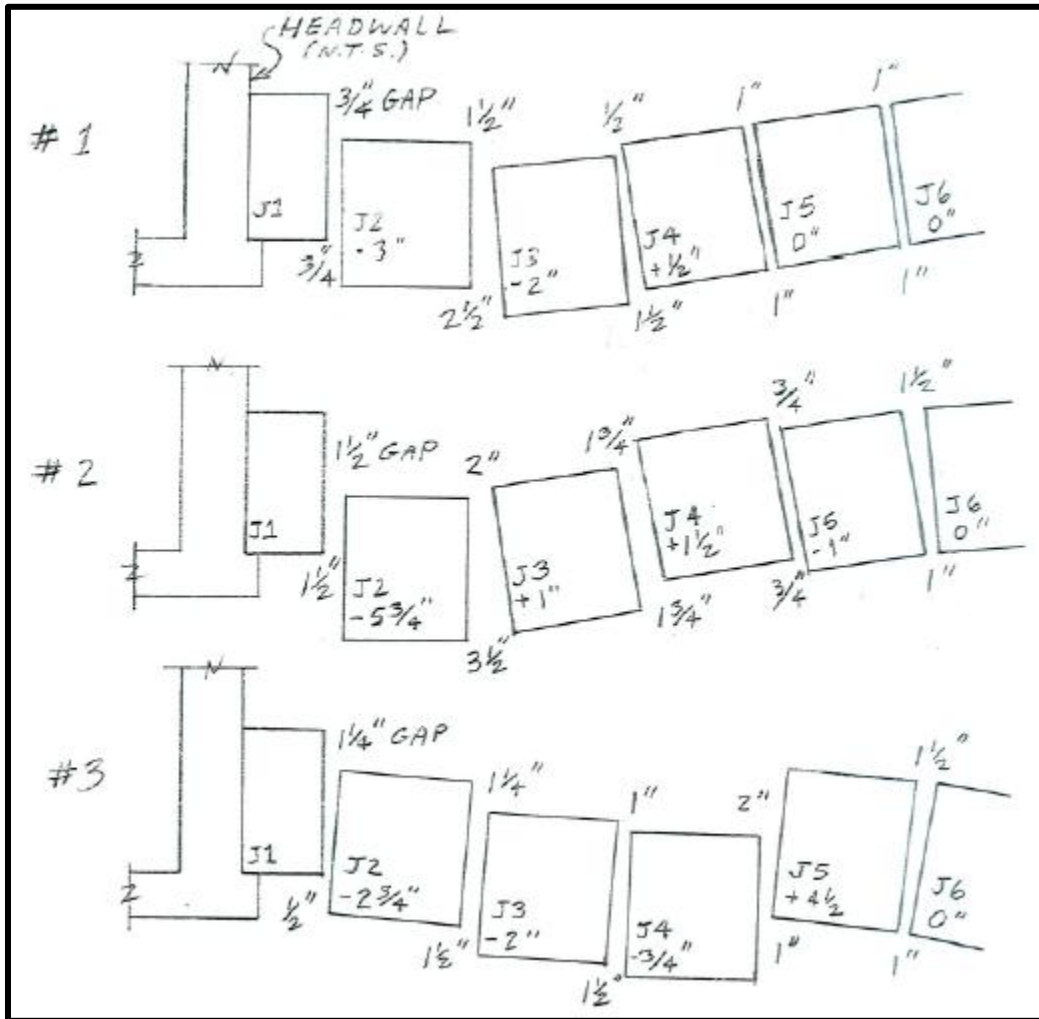 HEADWALL
(N.T.S.)
# 1
3/4" GAP
1 1/2"
1/2"
1"
1"
J1
J2
- 3"
J3
- 2"
J4
+ 1/2"
J5
0"
J6
0"
3/4
2 1/2"
1 1/2"
1"
1"
# 2
1 1/2" GAP
2"
1 3/4"
3/4"
1 1/2"
J1
J2
- 5 3/4"
J3
+ 1"
J4
+ 1 1/2"
J5
- 1"
J6
0"
1 1/2"
3 1/2"
1 3/4"
3/4"
1"
#3
1 1/4" GAP
1 1/4"
1"
2"
1 1/2"
J1
J2
- 2 3/4"
J3
- 2"
J4
- 3/4"
J5
+ 4 1/2
J6
0"
1/2"
1 1/2"
1 1/2"
1"
1"